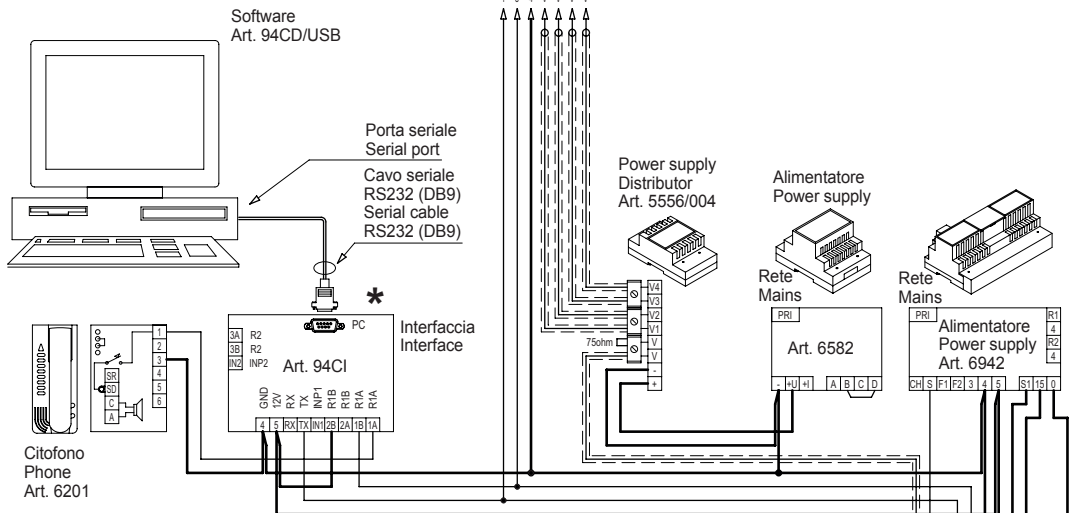 Software
Art. 94CD/USB
Porta seriale
Serial port
Cavo seriale
RS232 (DB9)
Serial cable
RS232 (DB9)
Power supply
Distributor
Art. 5556/004
Alimentatore
Power supply
Rete
Mains
Rete
Mains
*
PC
Interfaccia
Interface
3A R2
3B R2
IN2 INP2
Art. 94CI
GND 12V RX TX INP1 R1B R1B R1A R1A
4 5 RX TX IN1 2B 2A 1B 1A
1
2
3
4
5
6
SR
SD
C
A
Citofono
Phone
Art. 6201
V4
V3
V2
V1
75ohm V
V
-
+
PRI
Art. 6582
- +U +I A B C D
PRI
Alimentatore
Power supply
Art. 6942
R1
4
R2
4
CH S F1 F2 3 4 5 S1 15 0